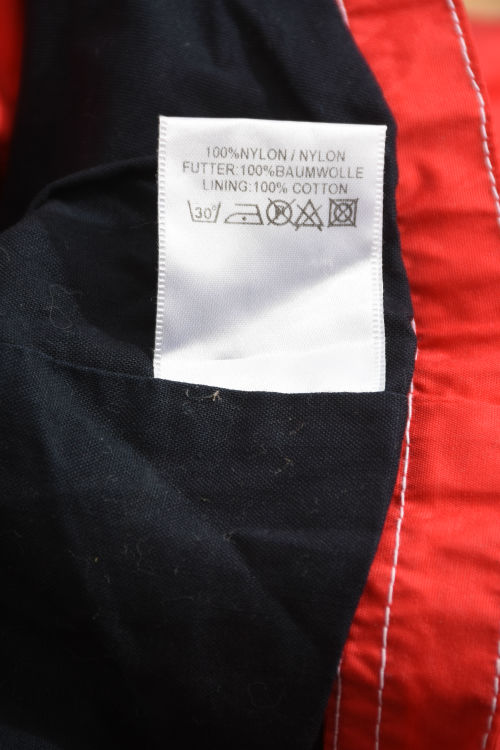 100%NYLON / NYLON
FUTTER:100%BAUMWOLLE
LINING:100% COTTON
30°